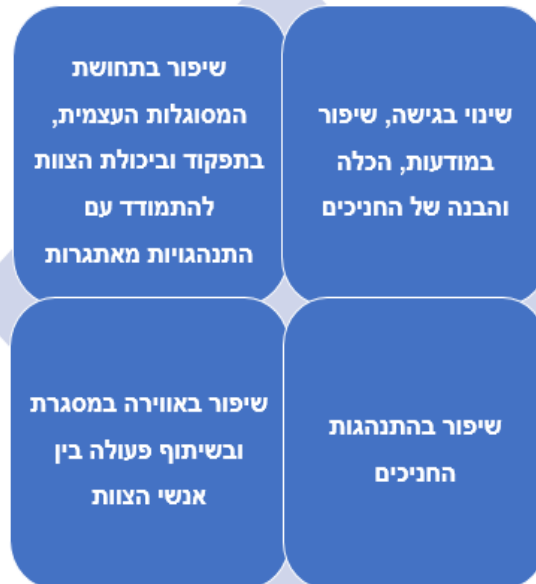 שינוי בגישה, שיפור
במודעות, הכלה
והבנה של החניכים
שיפור בתחושת
המסוגלות העצמית,
בתפקוד וביכולת הצוות
להתמודד עם
התנהגויות מאתגרות
שיפור בהתנהגות
החניכים
שיפור באווירה במסגרת
ובשיתוף פעולה בין
אנשי הצוות